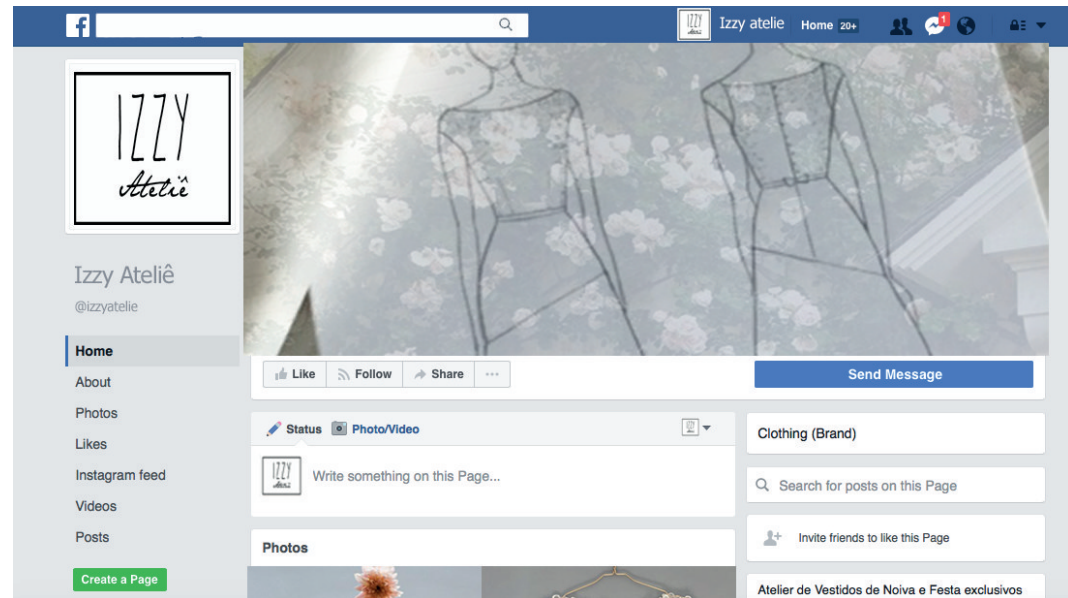 f
IZZY
Izzy atelie
Home 20+
1
IZZY
Ateliê
Izzy Ateliê
@izzyatelie
Home
About
Photos
Likes
Instagram feed
Videos
Posts
Create a Page
Like
Follow
Share
Send Message
Status
Photo/Video
IZZY
Write something on this Page...
Photos
Clothing (Brand)
Search for posts on this Page
Invite friends to like this Page
Atelier de Vestidos de Noiva e Festa exclusivos